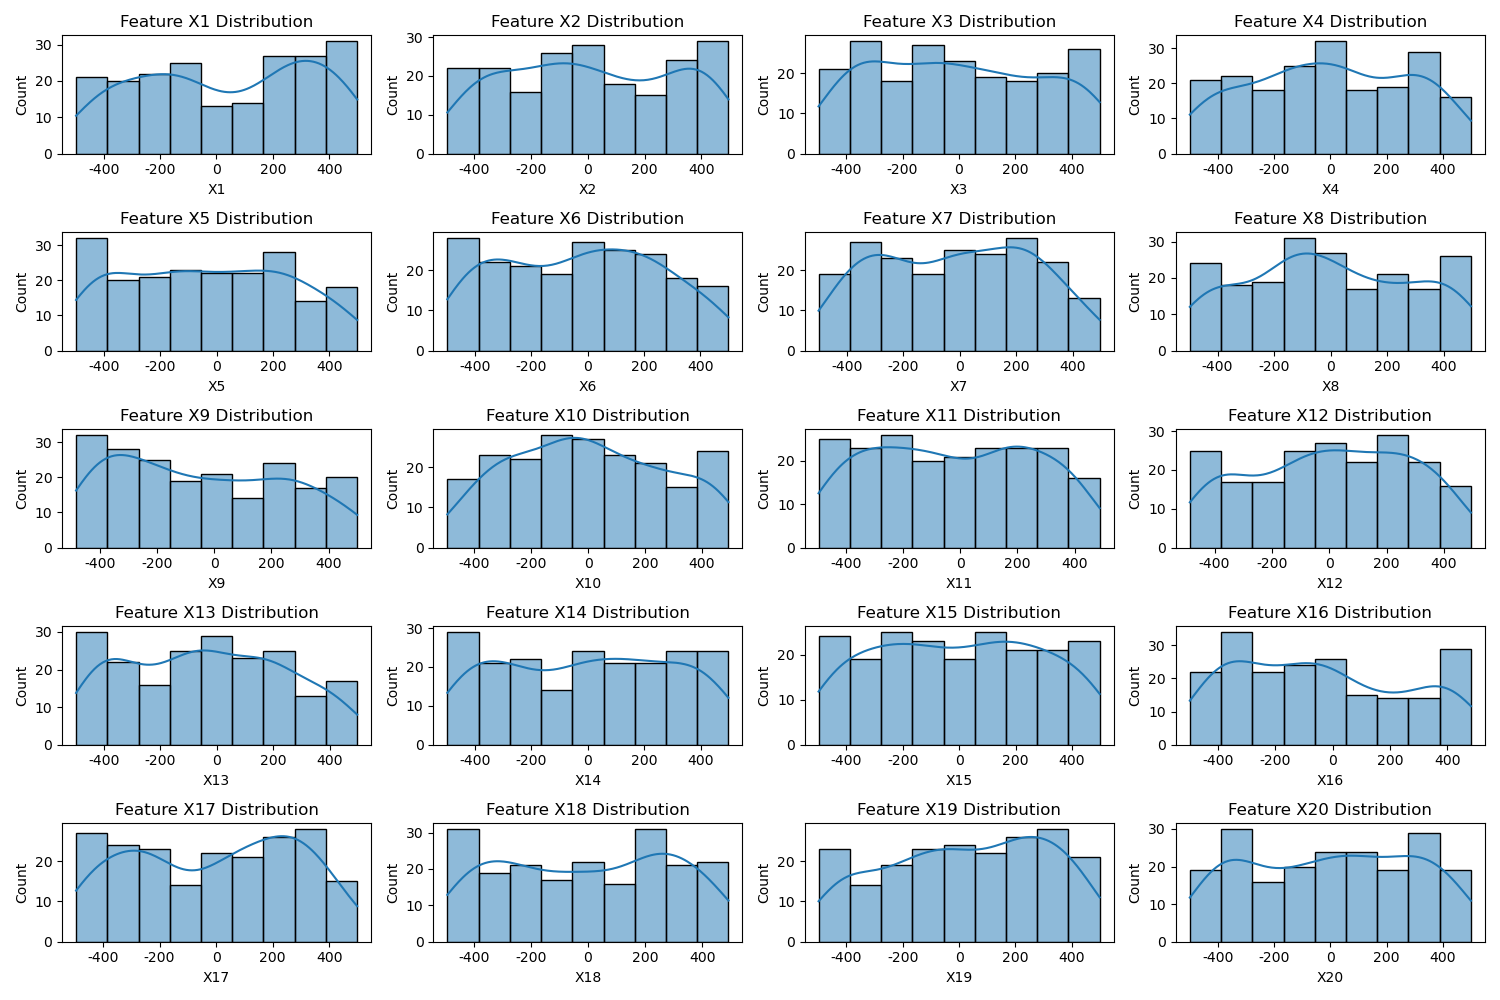 Feature X1 Distribution
Feature X2 Distribution
Feature X3 Distribution
Feature X4 Distribution
Count
30
20
10
0
-400 -200 0 200 400
X1
Count
30
20
10
0
-400 -200 0 200 400
X2
Count
20
10
0
-400 -200 0 200 400
X3
Count
30
20
10
0
-400 -200 0 200 400
X4
Feature X5 Distribution
Feature X6 Distribution
Feature X7 Distribution
Feature X8 Distribution
Count
30
20
10
0
-400 -200 0 200 400
X5
Count
20
10
0
-400 -200 0 200 400
X6
Count
20
10
0
-400 -200 0 200 400
X7
Count
30
20
10
0
-400 -200 0 200 400
X8
Feature X9 Distribution
Feature X10 Distribution
Feature X11 Distribution
Feature X12 Distribution
Count
30
20
10
0
-400 -200 0 200 400
X9
Count
20
10
0
-400 -200 0 200 400
X10
Count
20
10
0
-400 -200 0 200 400
X11
Count
30
20
10
0
-400 -200 0 200 400
X12
Feature X13 Distribution
Feature X14 Distribution
Feature X15 Distribution
Feature X16 Distribution
Count
30
20
10
0
-400 -200 0 200 400
X13
Count
30
20
10
0
-400 -200 0 200 400
X14
Count
20
10
0
-400 -200 0 200 400
X15
Count
30
20
10
0
-400 -200 0 200 400
X16
Feature X17 Distribution
Feature X18 Distribution
Feature X19 Distribution
Feature X20 Distribution
Count
20
10
0
-400 -200 0 200 400
X17
Count
30
20
10
0
-400 -200 0 200 400
X18
Count
20
10
0
-400 -200 0 200 400
X19
Count
30
20
10
0
-400 -200 0 200 400
X20